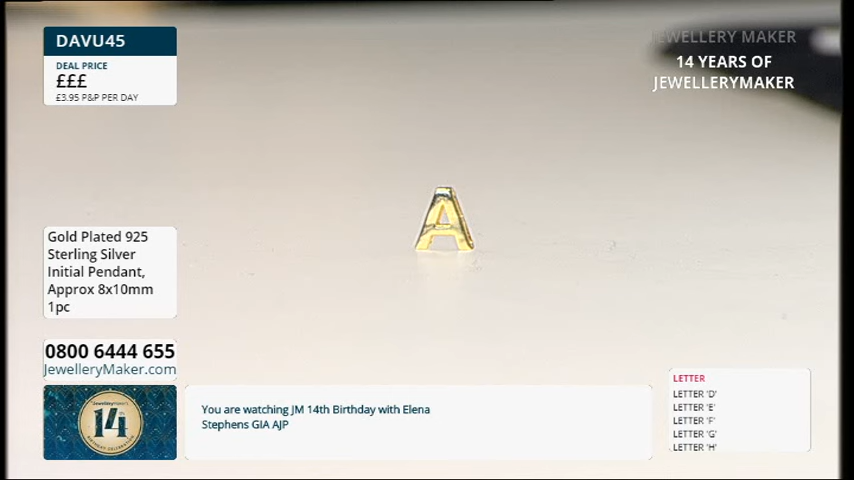 DAVU45
DEAL PRICE
£££
£3.95 P&P PER DAY
JEWELLERY MAKER
14 YEARS OF
JEWELLERYMAKER
A
Gold Plated 925
Sterling Silver
Initial Pendant,
Approx 8x10mm
1pc
0800 6444 655
JewelleryMaker.com
14
You are watching JM 14th Birthday with Elena
Stephens GIA AJP
LETTER
LETTER 'D'
LETTER 'E'
LETTER 'F'
LETTER 'G'
LETTER 'H'